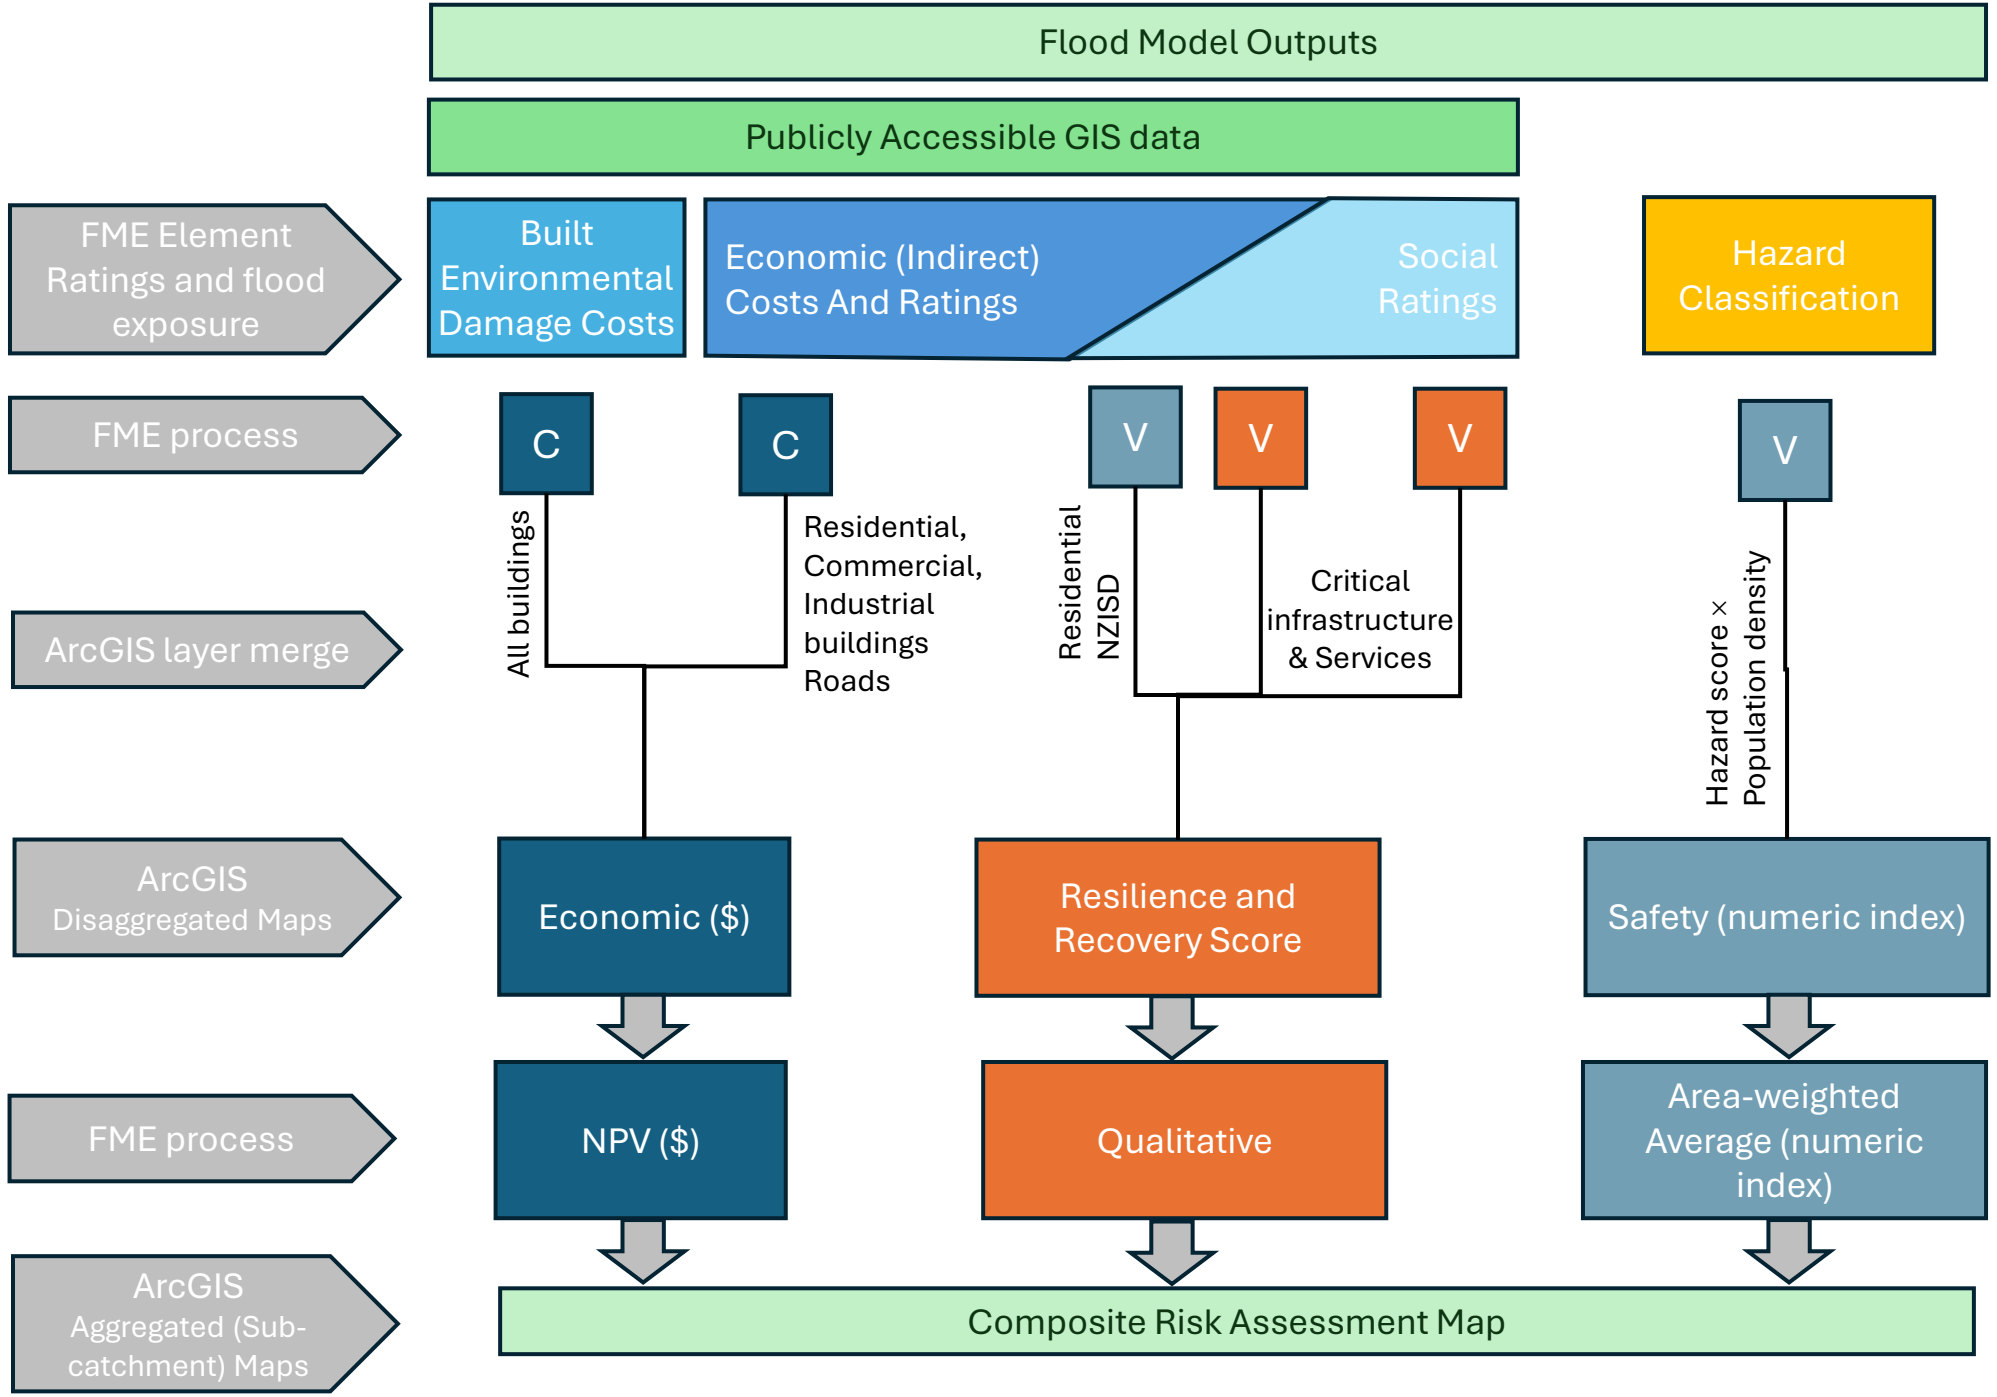 Flood Model Outputs
Publicly Accessible GIS data
FME Element
Ratings and flood
exposure
Built
Environmental
Damage Costs
Economic (Indirect)
Costs And Ratings
Social
Ratings
Hazard
Classification
FME process
C
C
V
V
V
V
All buildings
Residential,
Commercial,
Industrial
buildings
Roads
Residential
NZISD
Critical
infrastructure
& Services
Hazard score ×
Population density
ArcGIS layer merge
ArcGIS
Disaggregated Maps
Economic ($)
Resilience and
Recovery Score
Safety (numeric index)
FME process
NPV ($)
Qualitative
Area-weighted
Average (numeric
index)
ArcGIS
Aggregated (Sub-
catchment) Maps
Composite Risk Assessment Map